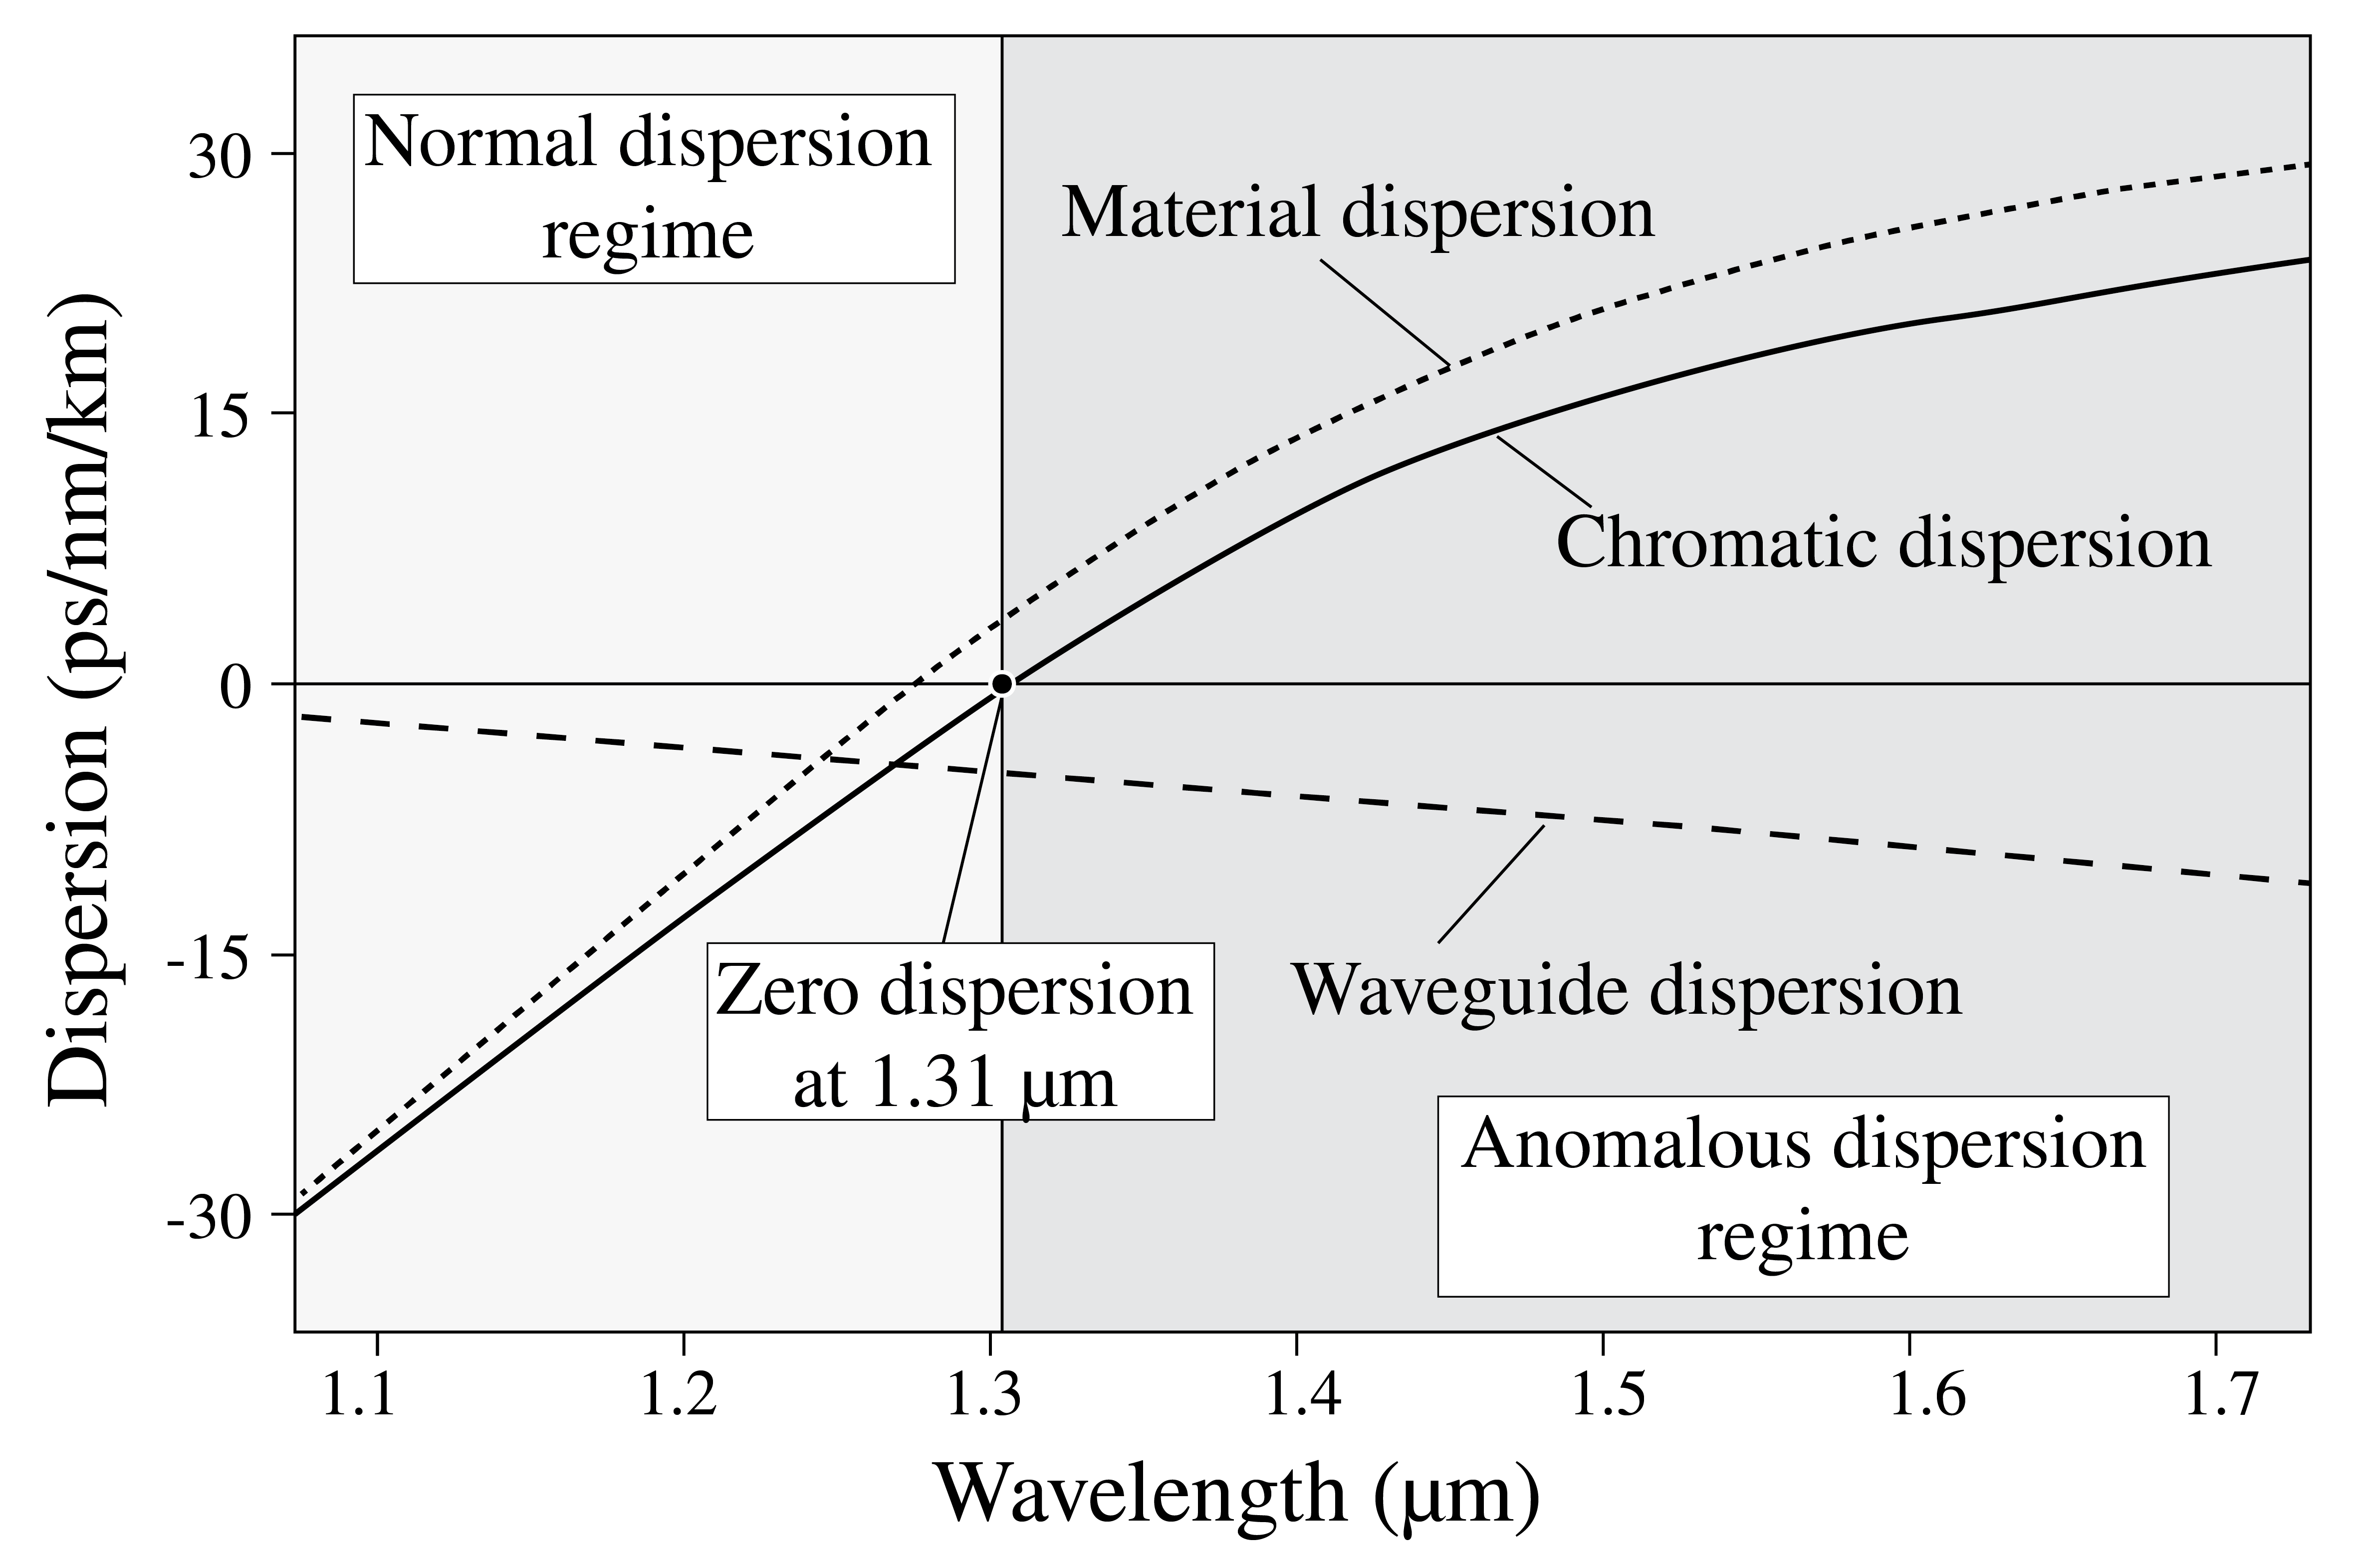 Normal dispersion
regime
Material dispersion
Chromatic dispersion
Zero dispersion
at 1.31 μm
Waveguide dispersion
Anomalous dispersion
regime
Dispersion (ps/nm/km)
30
15
0
-15
-30
1.1
1.2
1.3
1.4
1.5
1.6
1.7
Wavelength (μm)